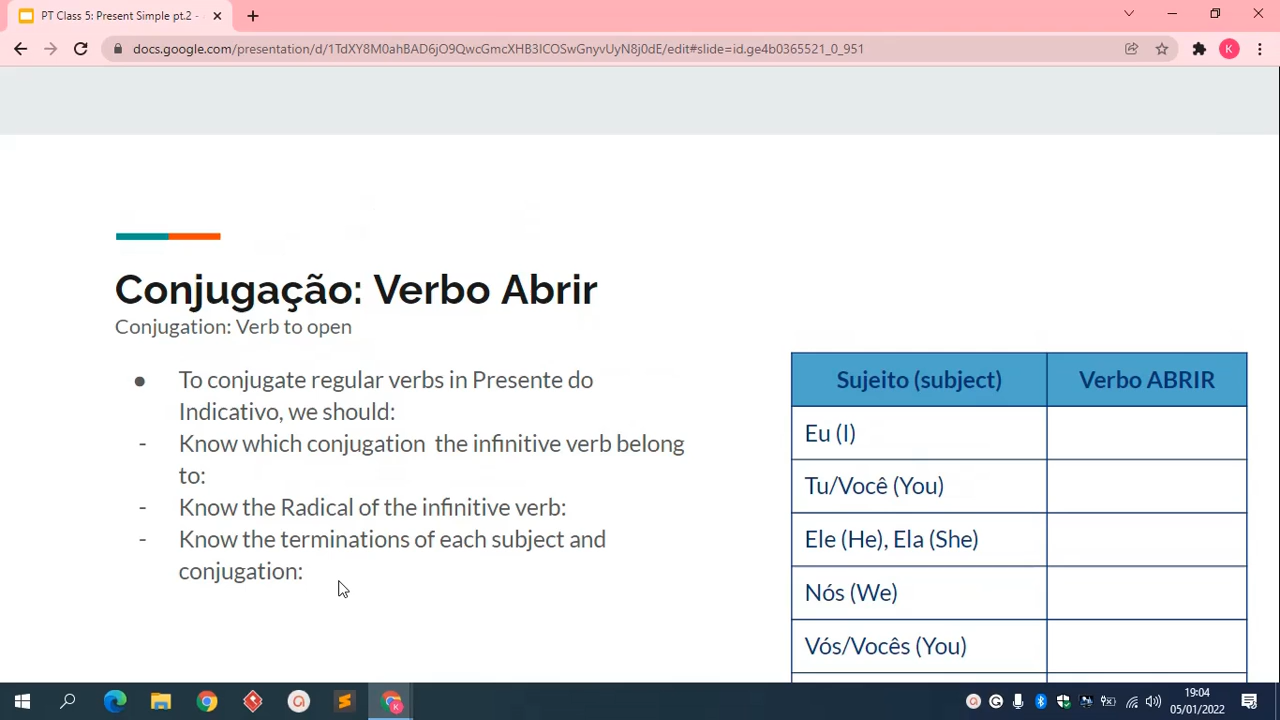 PT Class 5: Present Simple pt.2 -
docs.google.com/presentation/d/1TdXY8M0ahBAD6jO9QwcGmcXHB3ICOSwGnyvUyN8j0dE/edit#slide=id.ge4b0365521_0_951
K
Conjugação: Verbo Abrir
Conjugation: Verb to open
● To conjugate regular verbs in Presente do
Indicativo, we should:
- Know which conjugation the infinitive verb belong
to:
- Know the Radical of the infinitive verb:
- Know the terminations of each subject and
conjugation:
Sujeito (subject) Verbo ABRIR
Eu (I)
Tu/Você (You)
Ele (He), Ela (She)
Nós (We)
Vós/Vocês (You)
19:04
05/01/2022